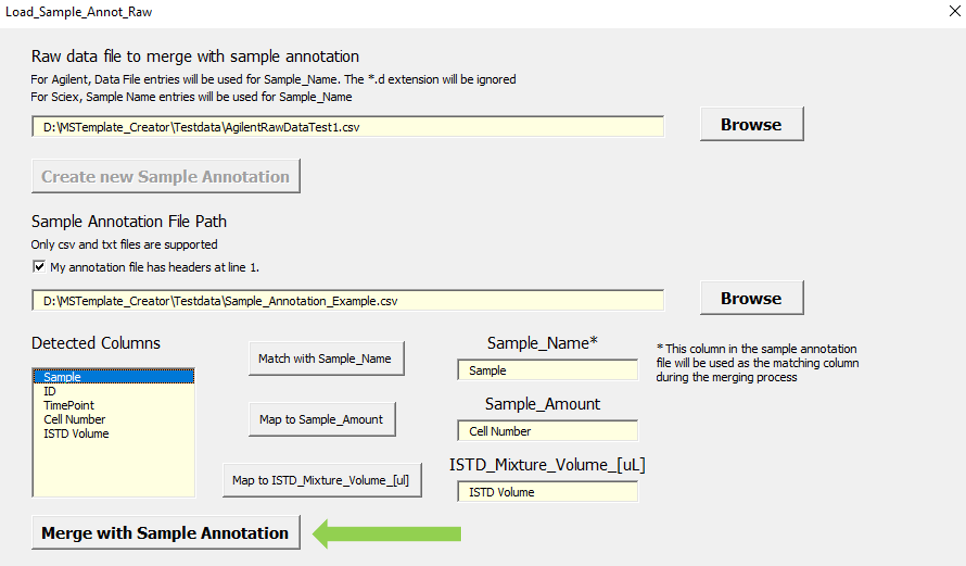 Load_Sample_Annot_Raw
Raw data file to merge with sample annotation
For Agilent, Data File entries will be used for Sample_Name. The *.d extension will be ignored
For Sciex, Sample Name entries will be used for Sample_Name
D:\MSTemplate_Creator\Testdata\AgilentRawDataTest1.csv
Browse
Create new Sample Annotation
Sample Annotation File Path
Only csv and txt files are supported
My annotation file has headers at line 1.
D:\MSTemplate_Creator\Testdata\Sample_Annotation_Example.csv
Browse
Detected Columns
Sample
ID
TimePoint
Cell Number
ISTD Volume
Match with Sample_Name
Map to Sample_Amount
Map to ISTD_Mixture_Volume_[ul]
Sample_Name*
Sample
Sample_Amount
Cell Number
ISTD_Mixture_Volume_[uL]
ISTD Volume
* This column in the sample annotation
file will be used as the matching column
during the merging process
Merge with Sample Annotation